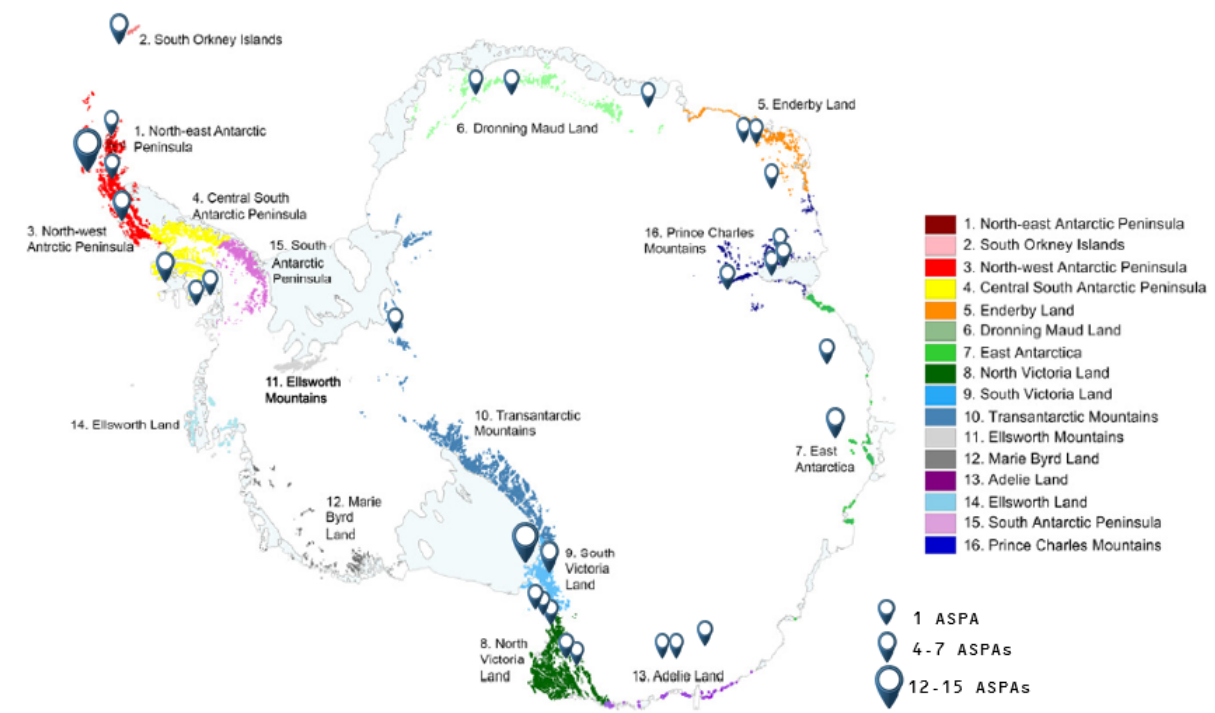 2. South Orkney Islands
1. North-east Antarctic
Peninsula
3. North-west
Antrctic Peninsula
4. Central South
Antarctic Peninsula
15. South
Antarctic
Peninsula
6. Dronning Maud Land
5. Enderby Land
16. Prince Charles
Mountains
11. Ellsworth
Mountains
14. Ellsworth Land
10. Transantarctic
Mountains
7. East
Antarctica
12. Marie
Byrd
Land
9. South
Victoria
Land
8. North
Victoria
Land
13. Adelie Land
1. North-east Antarctic Peninsula
2. South Orkney Islands
3. North-west Antarctic Peninsula
4. Central South Antarctic Peninsula
5. Enderby Land
6. Dronning Maud Land
7. East Antarctica
8. North Victoria Land
9. South Victoria Land
10. Transantarctic Mountains
11. Ellsworth Mountains
12. Marie Byrd Land
13. Adelie Land
14. Ellsworth Land
15. South Antarctic Peninsula
16. Prince Charles Mountains
1 ASPA
4-7 ASPAs
12-15 ASPAs